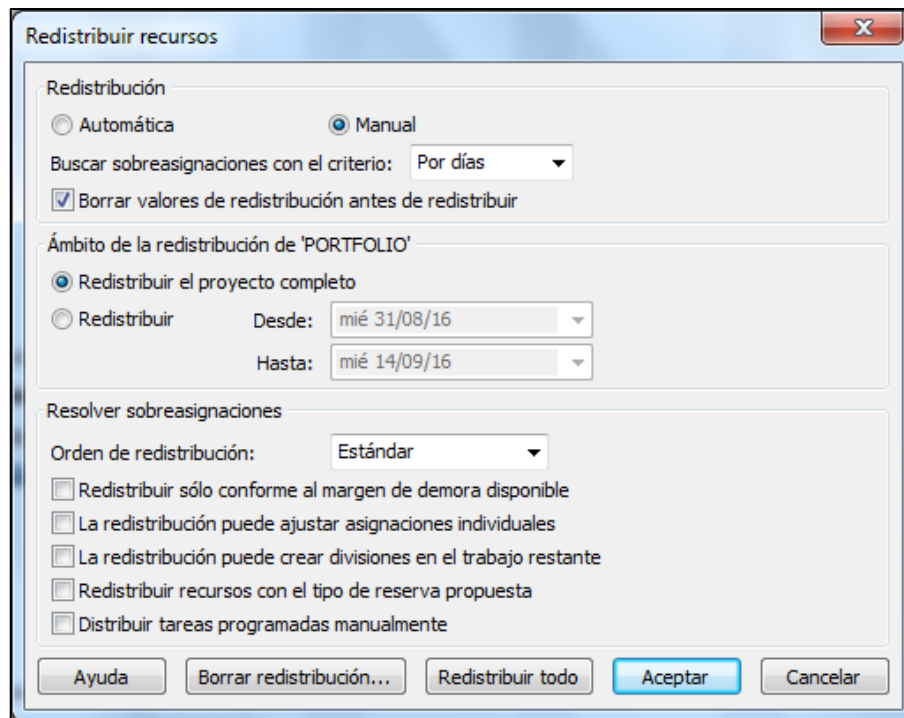 Redistribuir recursos
Redistribución
Automática Manual
Buscar sobreasignaciones con el criterio: Por días
Borrar valores de redistribución antes de redistribuir
Ámbito de la redistribución de 'PORTFOLIO'
Redistribuir el proyecto completo
Redistribuir Desde: mié 31/08/16
Hasta: mié 14/09/16
Resolver sobreasignaciones
Orden de redistribución: Estándar
Redistribuir sólo conforme al margen de demora disponible
La redistribución puede ajustar asignaciones individuales
La redistribución puede crear divisiones en el trabajo restante
Redistribuir recursos con el tipo de reserva propuesta
Distribuir tareas programadas manualmente
Ayuda Borrar redistribución... Redistribuir todo Aceptar Cancelar